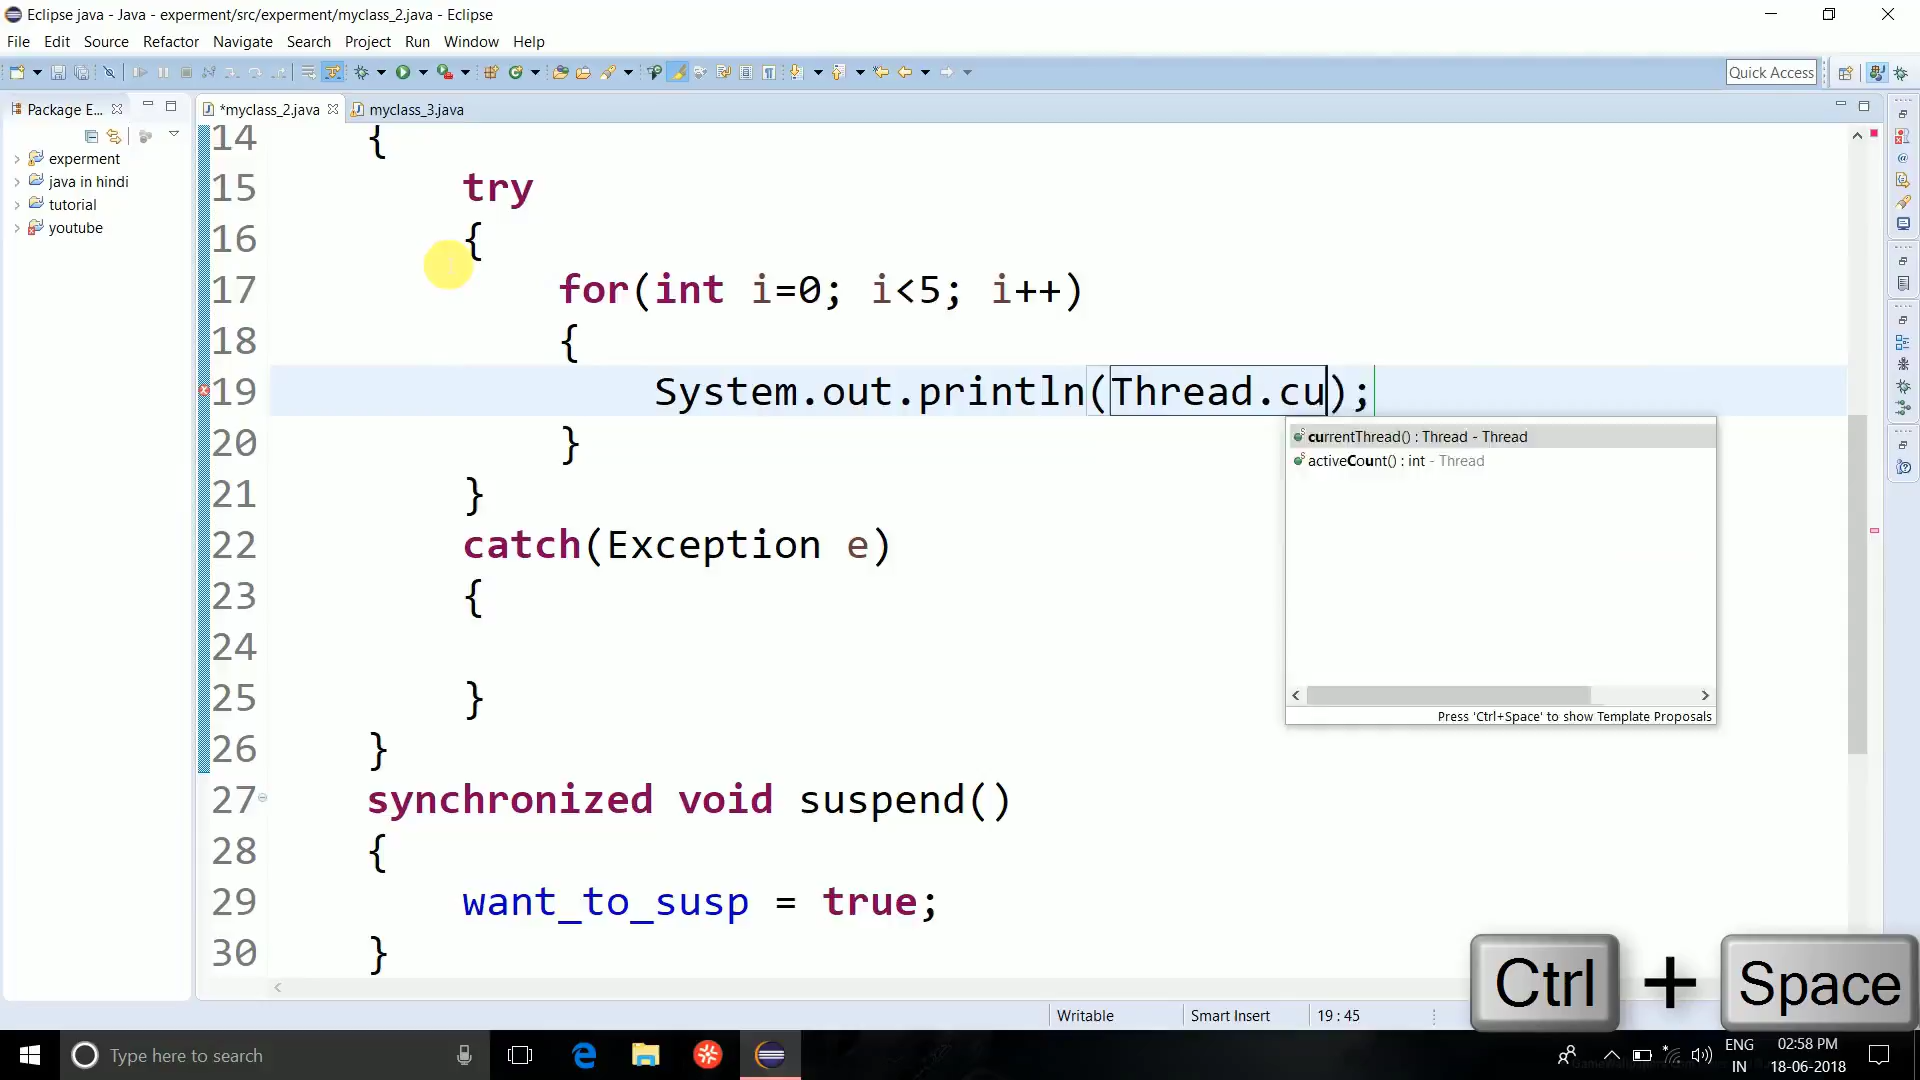 Eclipse java - Java - experment/src/experment/myclass_2.java - Eclipse
File Edit Source Refactor Navigate Search Project Run Window Help
Quick Access
Package E...
*myclass_2.java
myclass_3.java
experment
java in hindi
tutorial
youtube
14 {
15 try
16 {
17 for(int i=0; i<5; i++)
18 {
19 System.out.println(Thread.cu);
currentThread() : Thread - Thread
activeCount() : int - Thread
Press 'Ctrl+Space' to show Template Proposals
20 }
21 }
22 catch(Exception e)
23 {
24
25 }
26 }
27 synchronized void suspend()
28 {
29 want_to_susp = true;
30 }
Ctrl + Space
Writable Smart Insert 19 : 45
Type here to search
ENG
IN
02:58 PM
18-06-2018